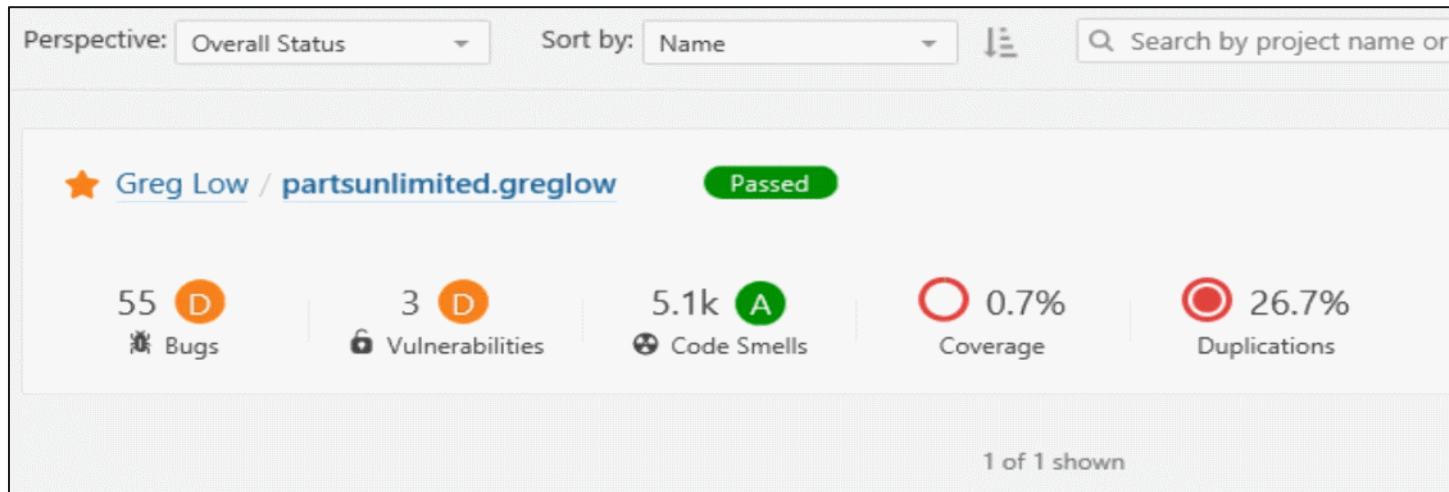 Perspective: Overall Status Sort by: Name Search by project name or
Greg Low / partsunlimited.greglow Passed
55 D 3 D 5.1k A 0.7% 26.7%
Bugs Vulnerabilities Code Smells Coverage Duplications
1 of 1 shown